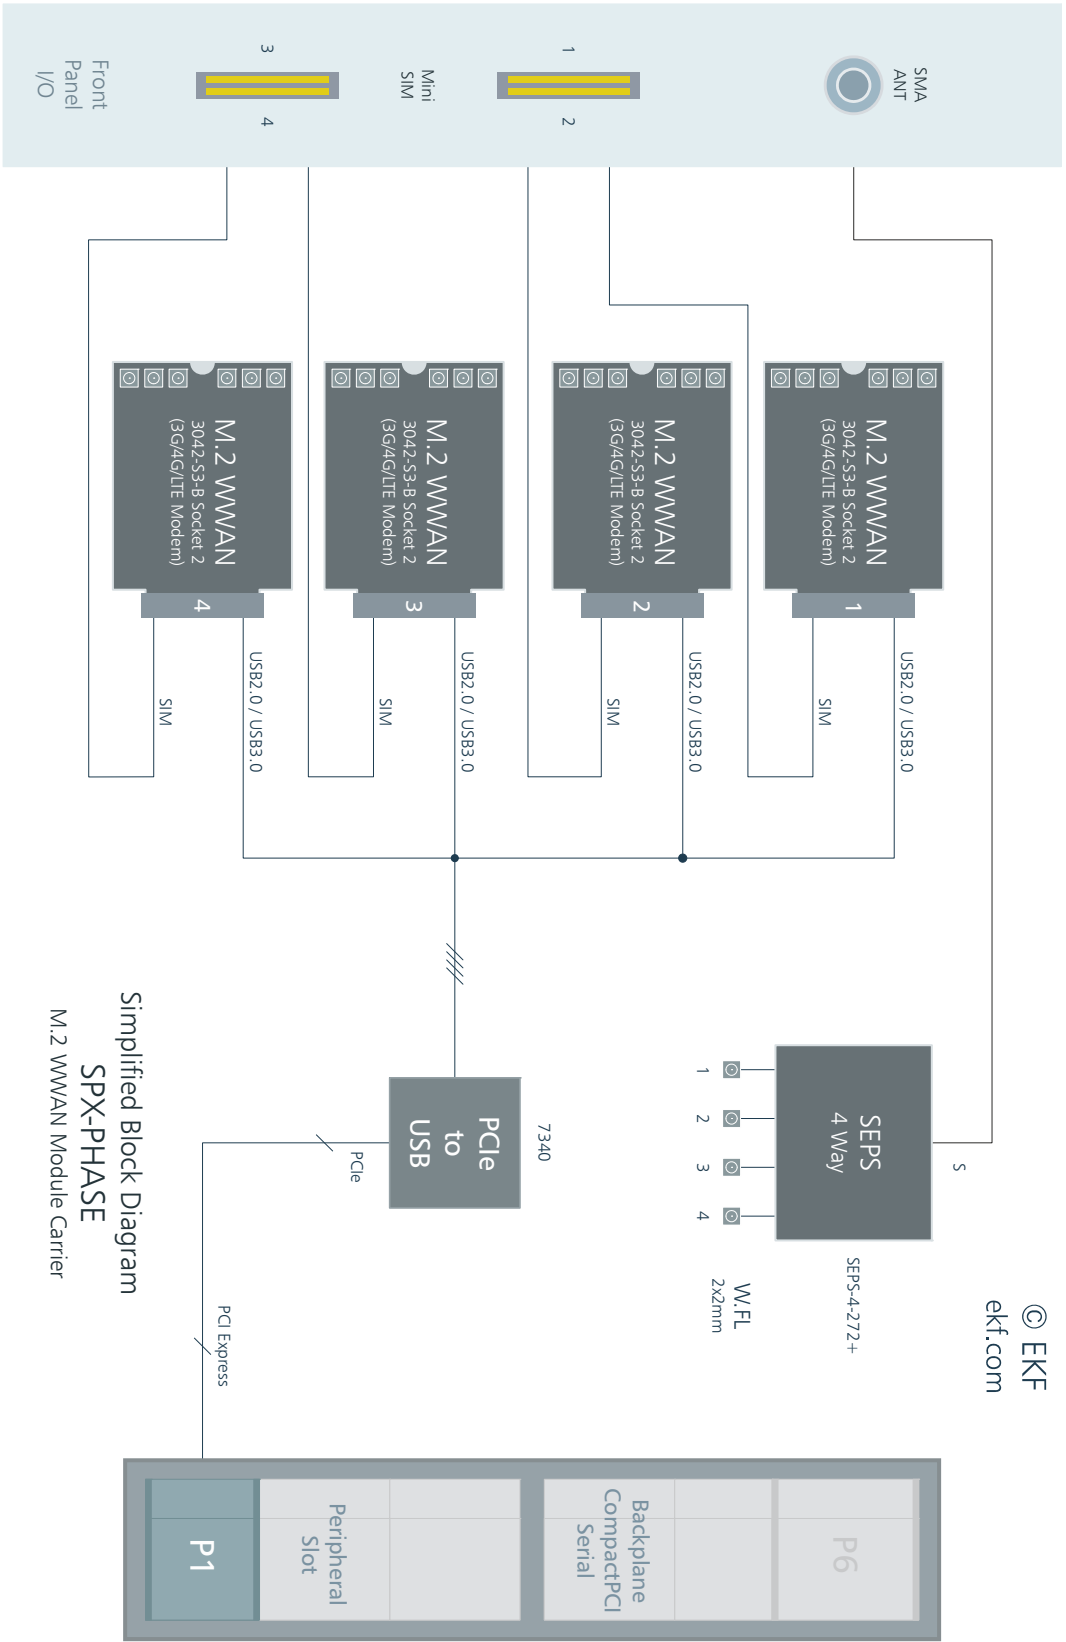 © EKF
ekf.com
SMA
ANT
1
2
Mini
SIM
3
4
Front
Panel
I/O
M.2 WWAN
3042-S3-B Socket 2
(3G/4G/LTE Modem)
1
USB2.0 / USB3.0
SIM
M.2 WWAN
3042-S3-B Socket 2
(3G/4G/LTE Modem)
2
USB2.0 / USB3.0
SIM
M.2 WWAN
3042-S3-B Socket 2
(3G/4G/LTE Modem)
3
USB2.0 / USB3.0
SIM
M.2 WWAN
3042-S3-B Socket 2
(3G/4G/LTE Modem)
4
USB2.0 / USB3.0
SIM
S
SEPS
4 Way
SEPS-4-272+
1
2
3
4
W.FL
2x2mm
7340
PCIe
to
USB
PCIe
PCI Express
P6
Backplane
CompactPCI
Serial
Peripheral
Slot
P1
Simplified Block Diagram
SPX-PHASE
M.2 WWAN Module Carrier